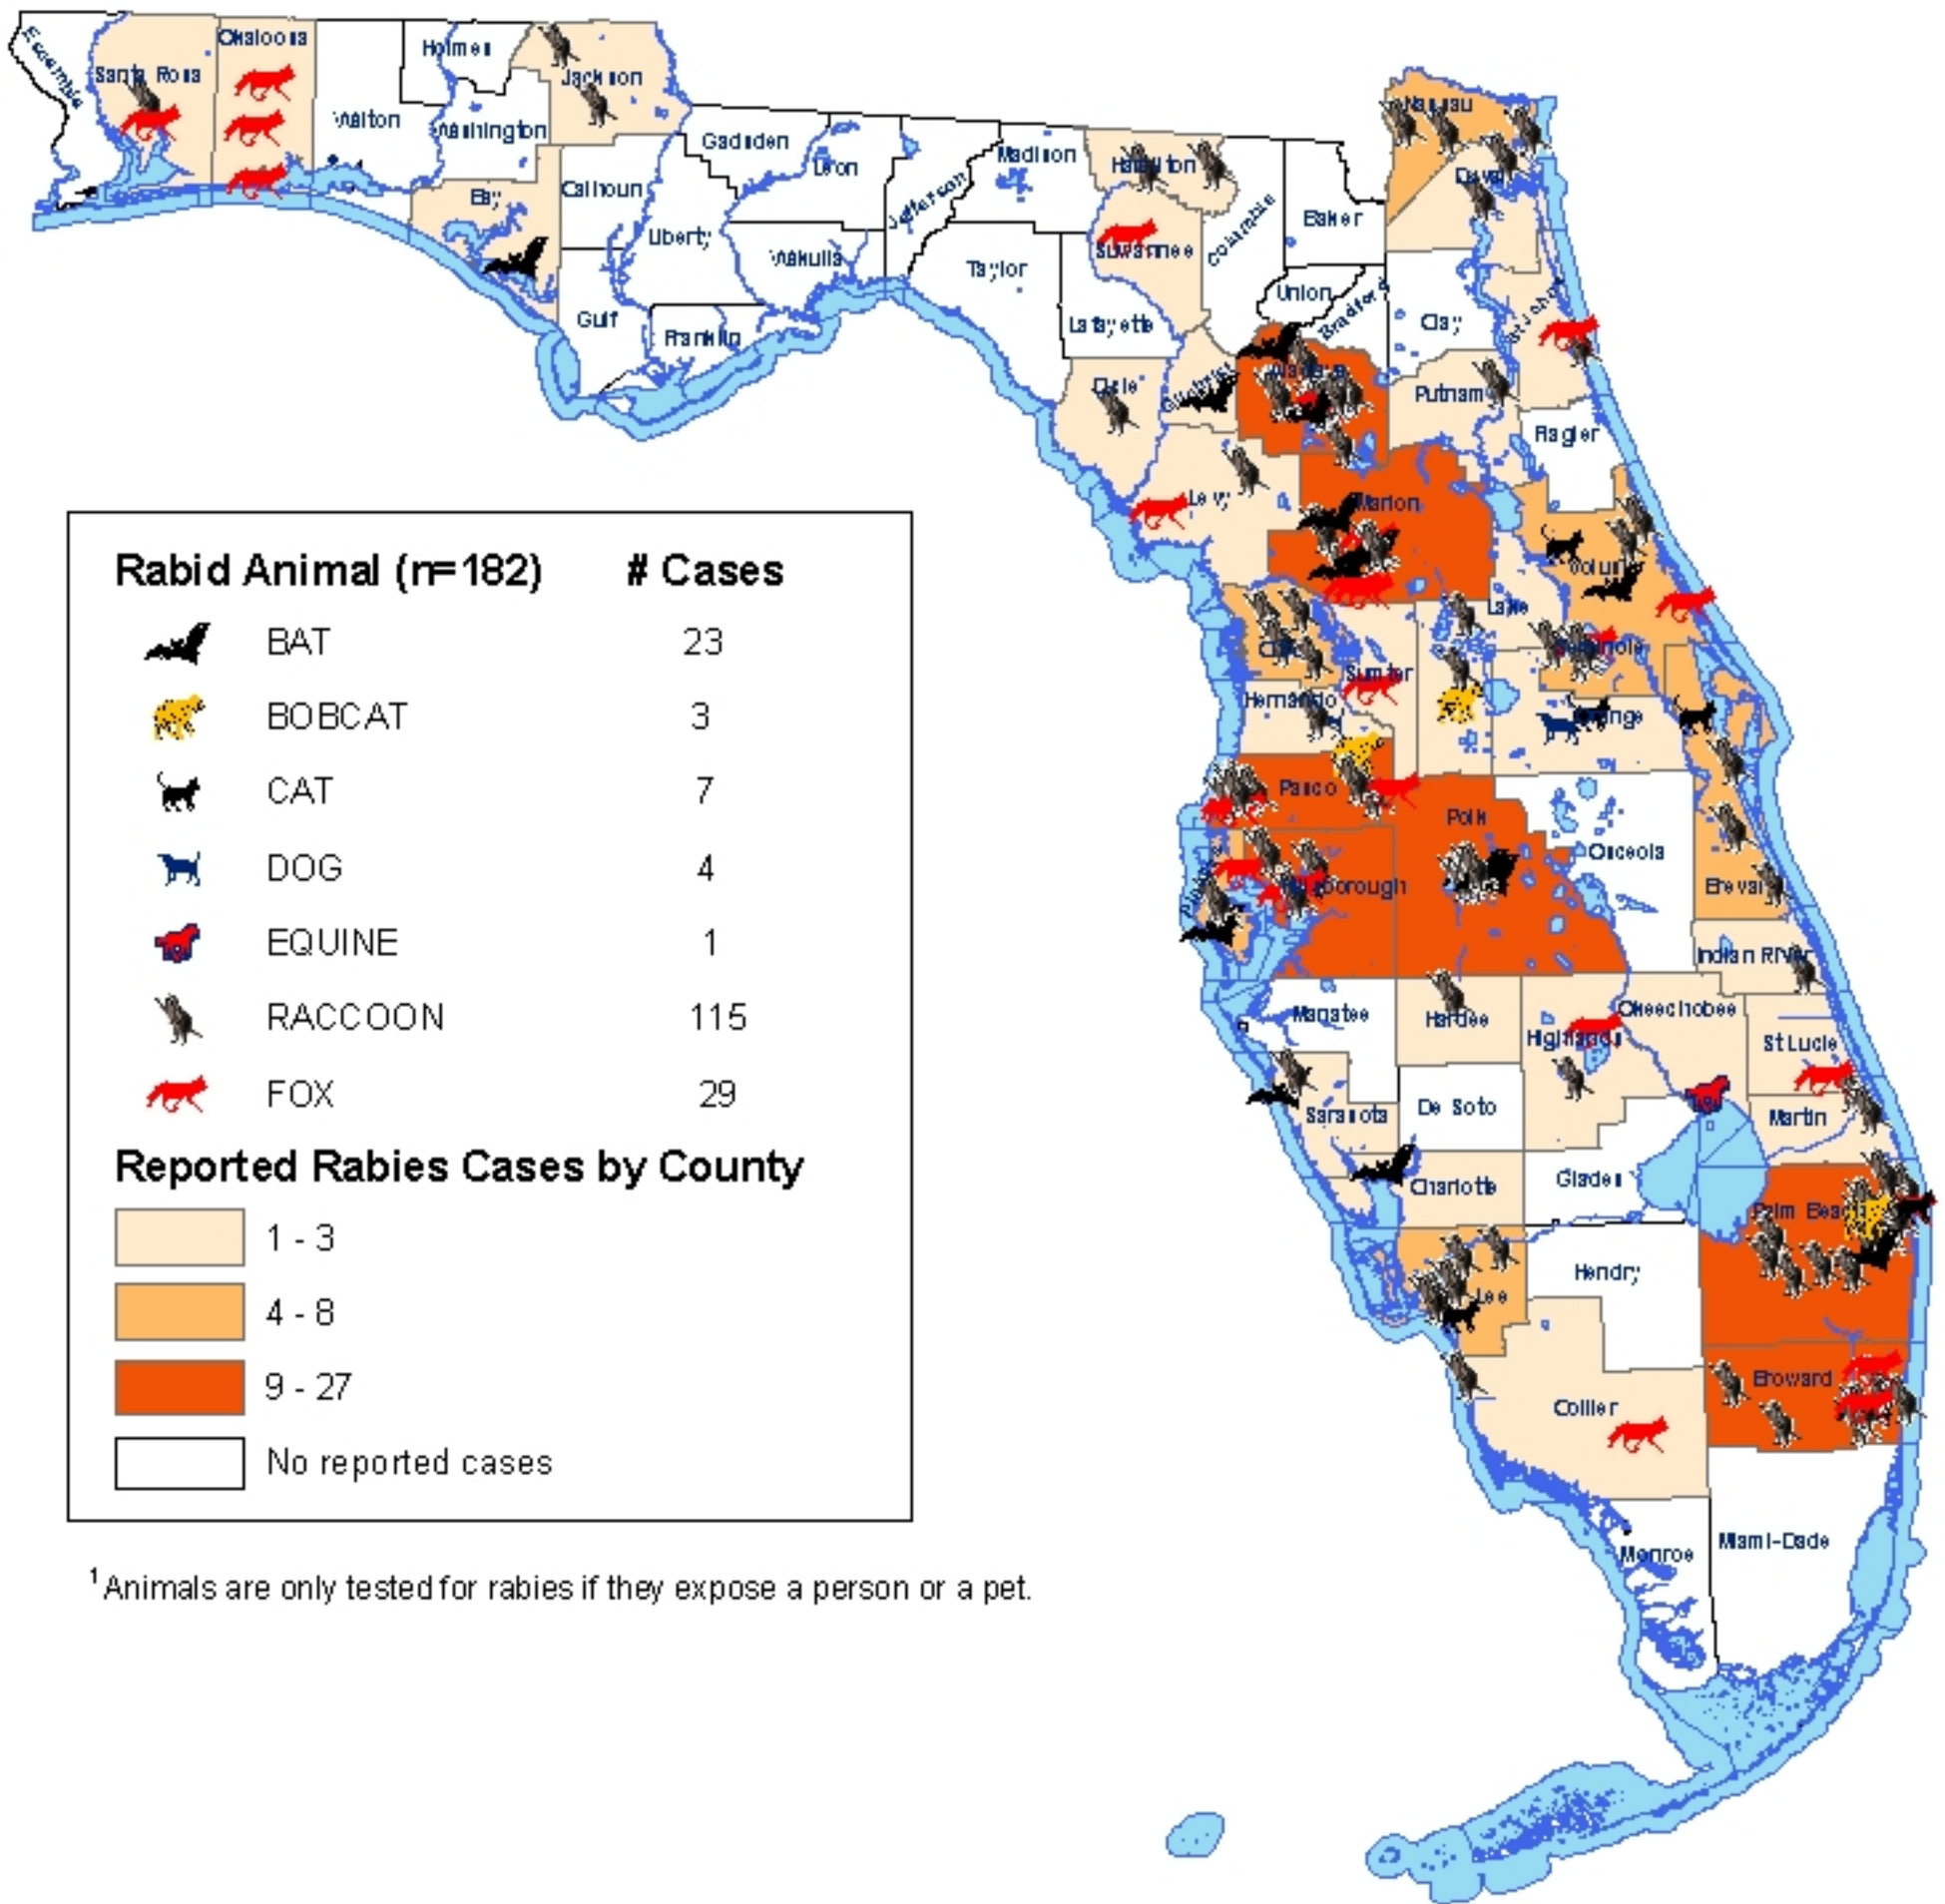 Escambia
Santa Rosa
Okaloosa
Walton
Holmes
Washington
Jackson
Bay
Calhoun
Gulf
Liberty
Franklin
Gadsden
Leon
Wakulla
Jefferson
Madison
Taylor
Hamilton
Suwannee
Lafayette
Columbia
Baker
Nassau
Duval
Union
Bradford
Clay
St Johns
Dixie
Gilchrist
Putnam
Flagler
Levy
Marion
Volusia
Lake
Seminole
Sumter
Hernando
Orange
Pasco
Polk
Osceola
Brevard
Hillsborough
Indian River
Manatee
Hardee
Highlands
Okeechobee
St Lucie
Sarasota
De Soto
Martin
Charlotte
Glades
Palm Beach
Lee
Hendry
Collier
Broward
Monroe
Miami-Dade
Rabid Animal (n=182) # Cases
BAT 23
BOBCAT 3
CAT 7
DOG 4
EQUINE 1
RACCOON 115
FOX 29
Reported Rabies Cases by County
1 - 3
4 - 8
9 - 27
No reported cases
1 Animals are only tested for rabies if they expose a person or a pet.